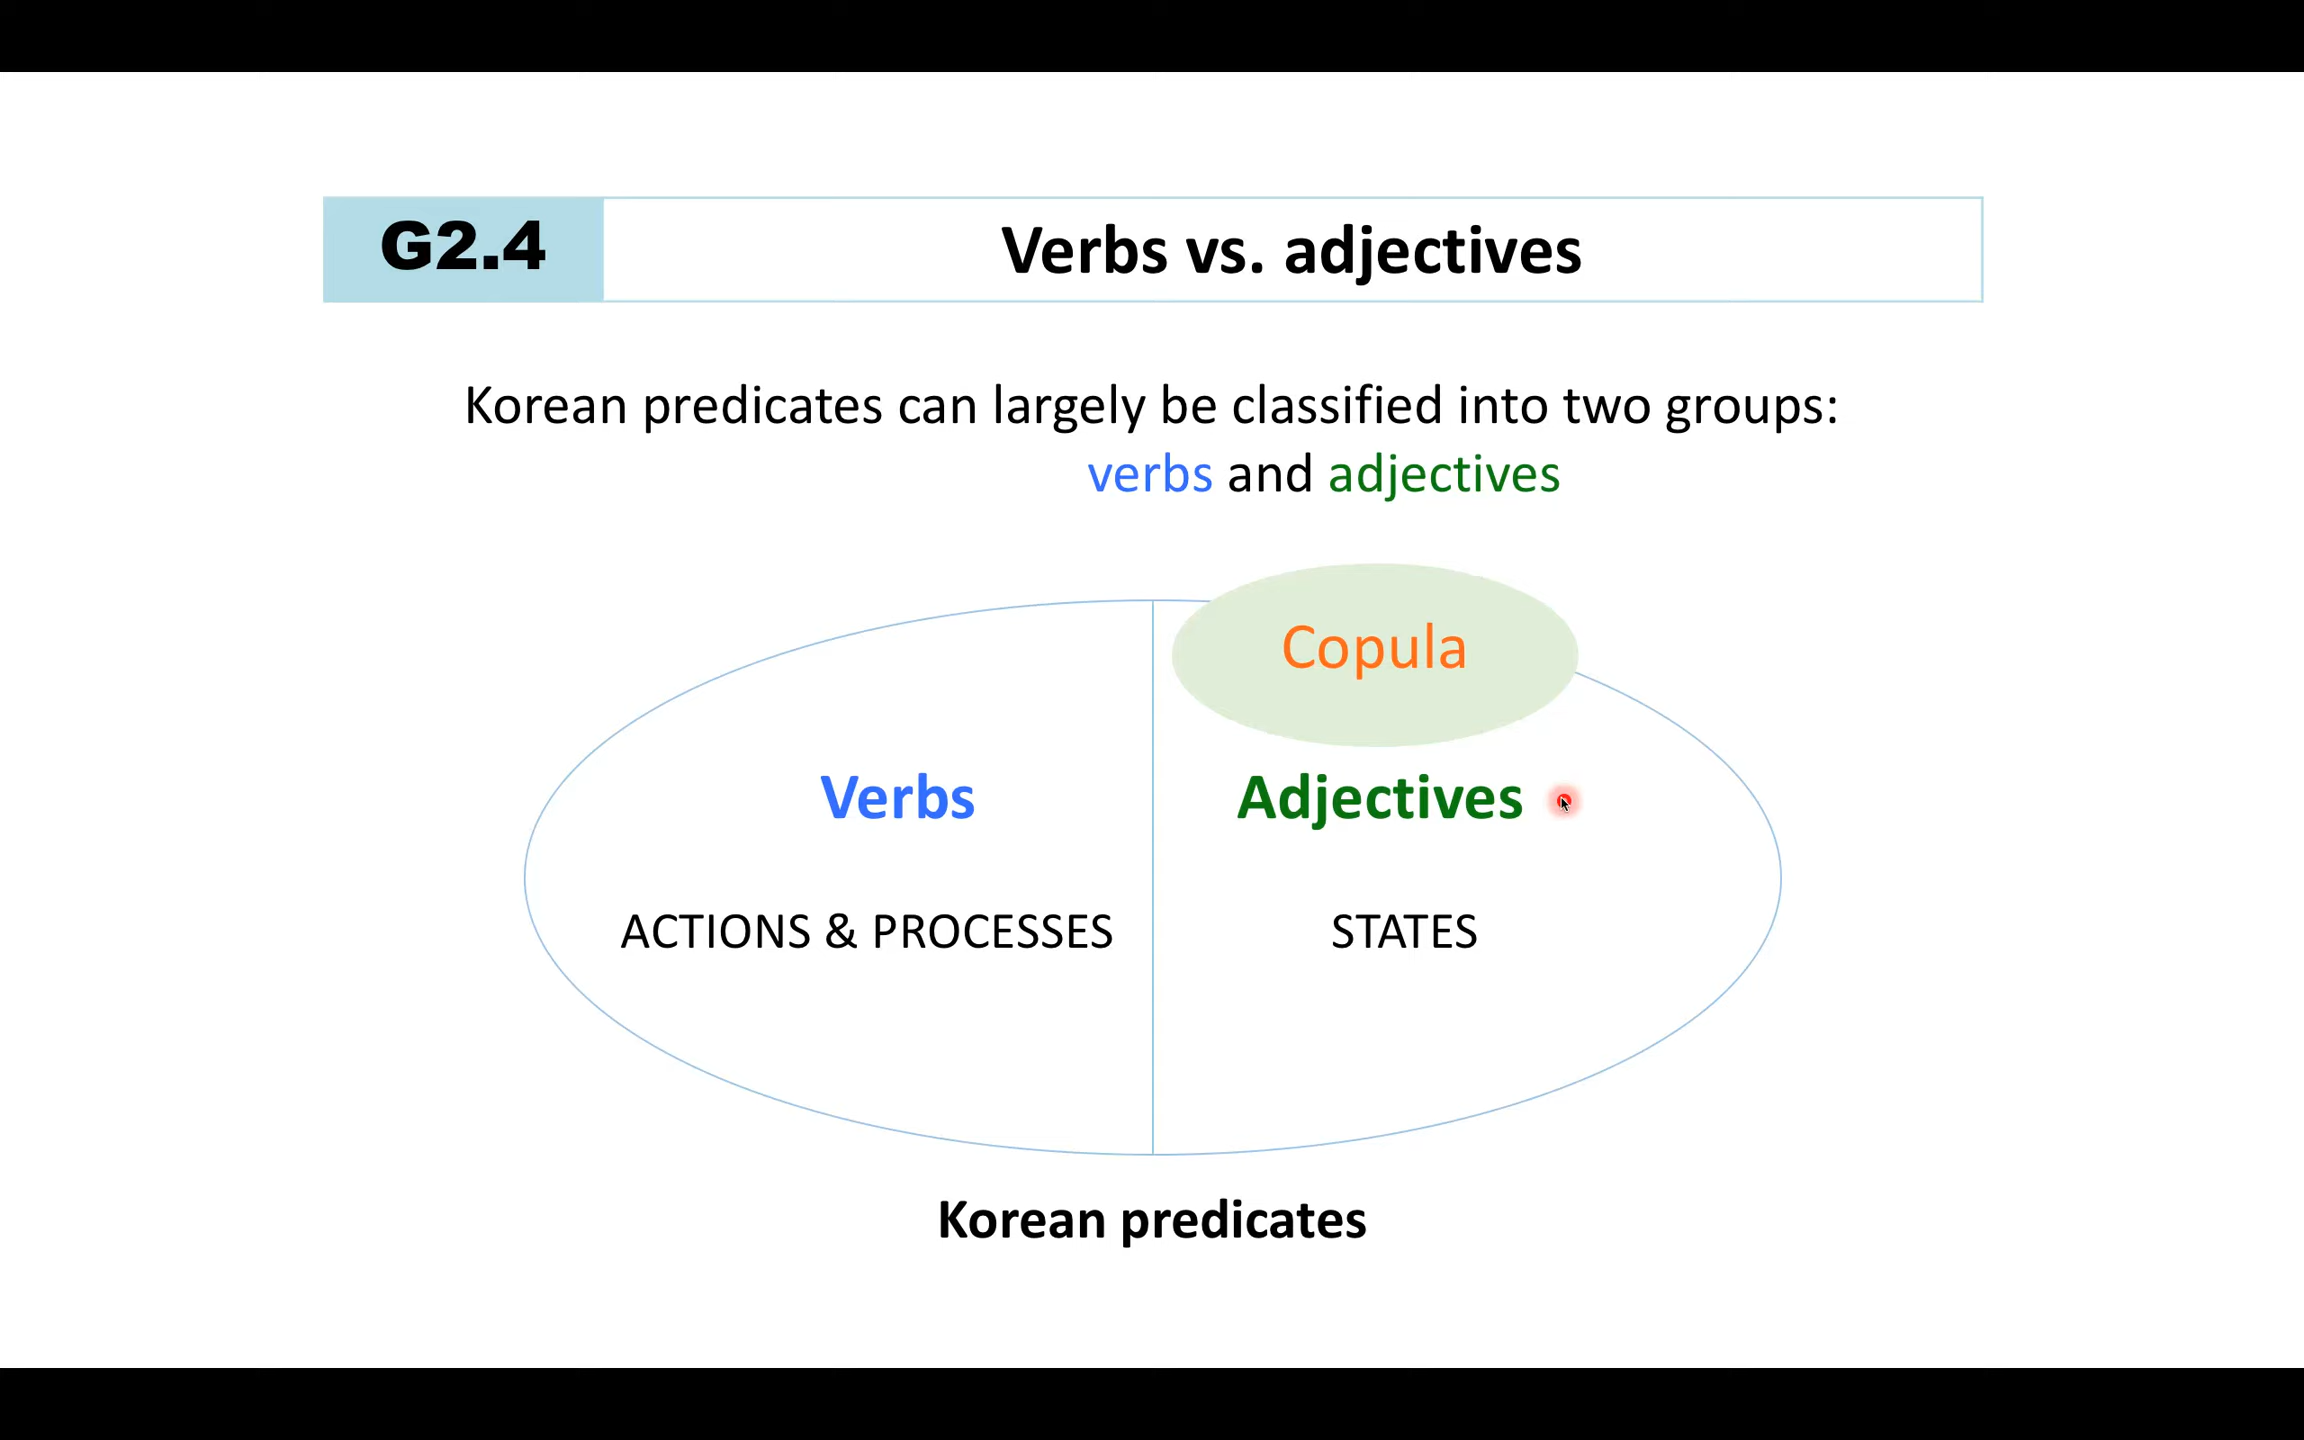 G2.4
Verbs vs. adjectives
Korean predicates can largely be classified into two groups:
verbs and adjectives
Copula
Verbs
Adjectives
ACTIONS & PROCESSES
STATES
Korean predicates